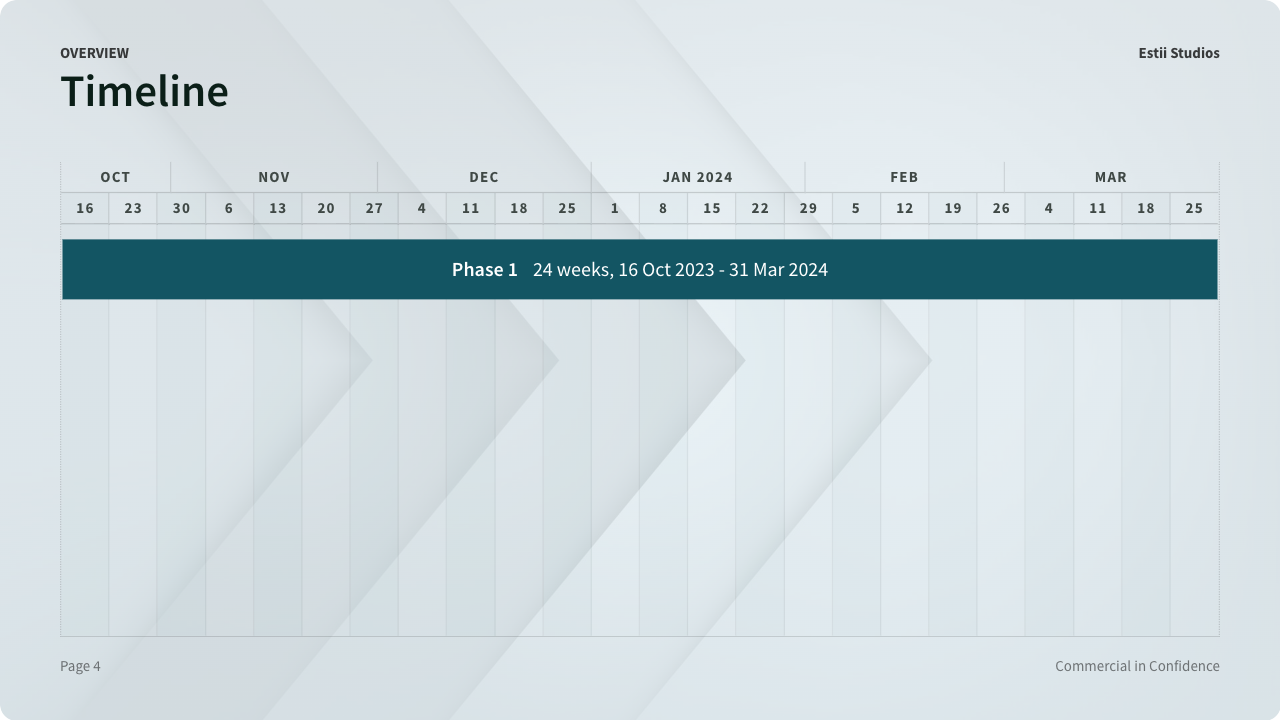 OVERVIEW
Estii Studios
Timeline
OCT NOV DEC JAN 2024 FEB MAR
16 23 30 6 13 20 27 4 11 18 25 1 8 15 22 29 5 12 19 26 4 11 18 25
Phase 1 24 weeks, 16 Oct 2023 - 31 Mar 2024
Page 4
Commercial in Confidence